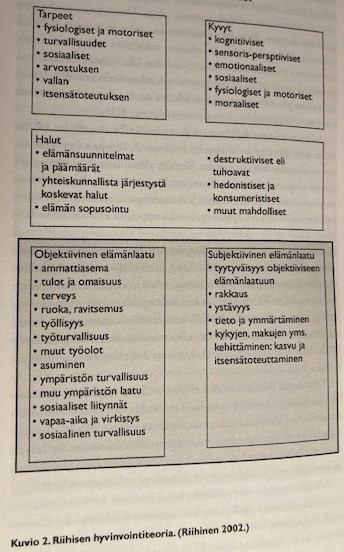 Tarpeet
• fysiologiset ja motoriset
• turvallisuudet
• sosiaaliset
• arvostuksen
• vallan
• itsensätoteutuksen
Kyvyt
• kognitiiviset
• sensoris-perseptiiviset
• emotionaaliset
• sosiaaliset
• fysiologiset ja motoriset
• moraaliset
Halut
• elämänsuunnitelmat
ja päämäärät
• yhteiskunnallista järjestystä
koskevat halut
• elämän sopusointu
• destruktiiviset eli
tuhoavat
• hedonistiset ja
konsumeristiset
• muut mahdolliset
Objektiivinen elämänlaatu
• ammattiasema
• tulot ja omaisuus
• terveys
• ruoka, ravitsemus
• työllisyys
• työturvallisuus
• muut työolot
• asuminen
• ympäristön turvallisuus
• muu ympäristön laatu
• sosiaaliset liitynnät
• vapaa-aika ja virkistys
• sosiaalinen turvallisuus
Subjektiivinen elämänlaatu
• tyytyväisyys objektiiviseen
elämänlaatuun
• rakkaus
• ystävyys
• tieto ja ymmärtäminen
• kykyjen, makujen yms.
kehittäminen: kasvu ja
itsensätoteuttaminen
Kuvio 2. Riihisen hyvinvointiteoria. (Riihinen 2002.)